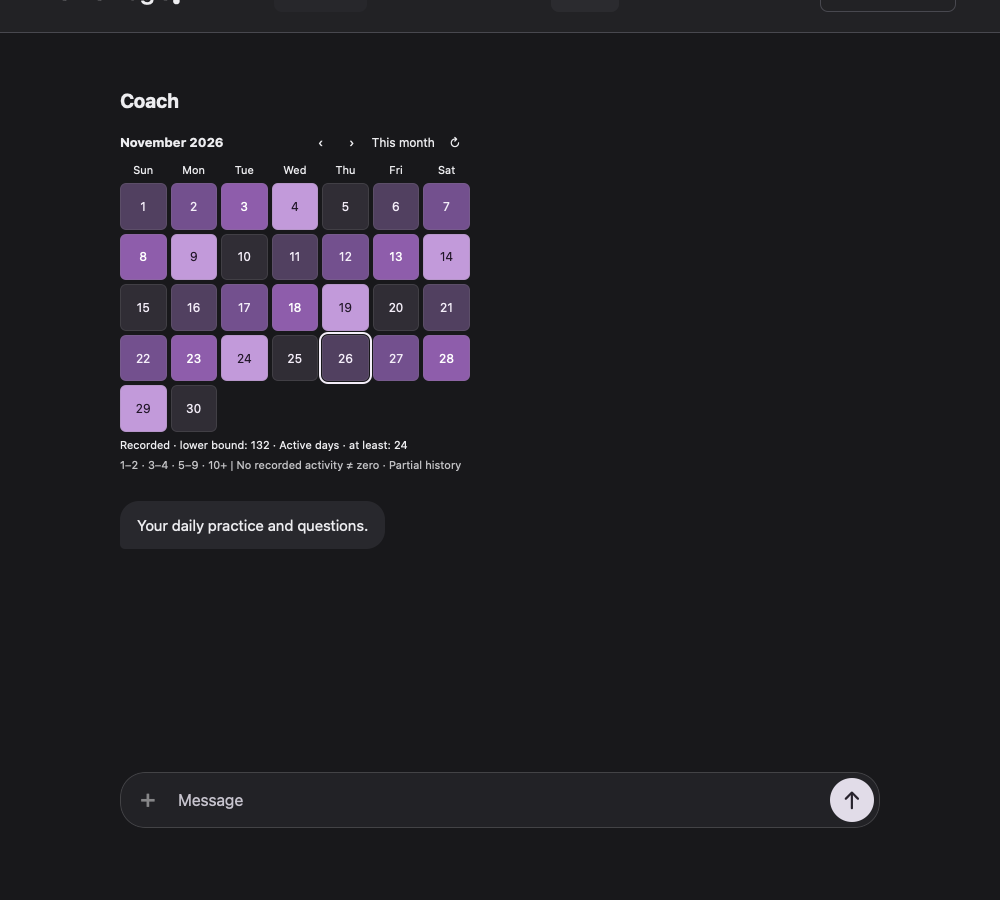 Coach
November 2026 ‹ › This month ↻
Sun Mon Tue Wed Thu Fri Sat
1 2 3 4 5 6 7
8 9 10 11 12 13 14
15 16 17 18 19 20 21
22 23 24 25 26 27 28
29 30
Recorded · lower bound: 132 · Active days · at least: 24
1–2 · 3–4 · 5–9 · 10+ | No recorded activity ≠ zero · Partial history
Your daily practice and questions.
+ Message